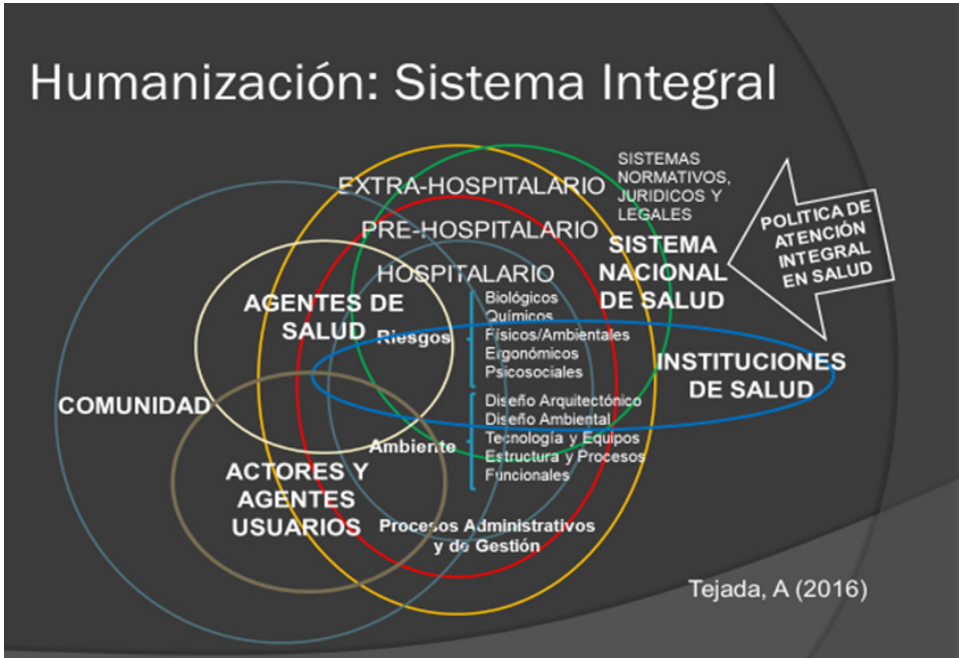 Humanización: Sistema Integral
EXTRA-HOSPITALARIO
PRE-HOSPITALARIO
HOSPITALARIO
SISTEMAS
NORMATIVOS,
JURIDICOS Y
LEGALES
SISTEMA
NACIONAL
DE SALUD
POLITICA DE
ATENCIÓN
INTEGRAL
EN SALUD
AGENTES DE
SALUD
Riesgos
Biológicos
Químicos
Físicos/Ambientales
Ergonómicos
Psicosociales
INSTITUCIONES
DE SALUD
COMUNIDAD
Ambiente
Diseño Arquitectónico
Diseño Ambiental
Tecnología y Equipos
Estructura y Procesos
Funcionales
ACTORES Y
AGENTES
USUARIOS
Procesos Administrativos
y de Gestión
Tejada, A (2016)